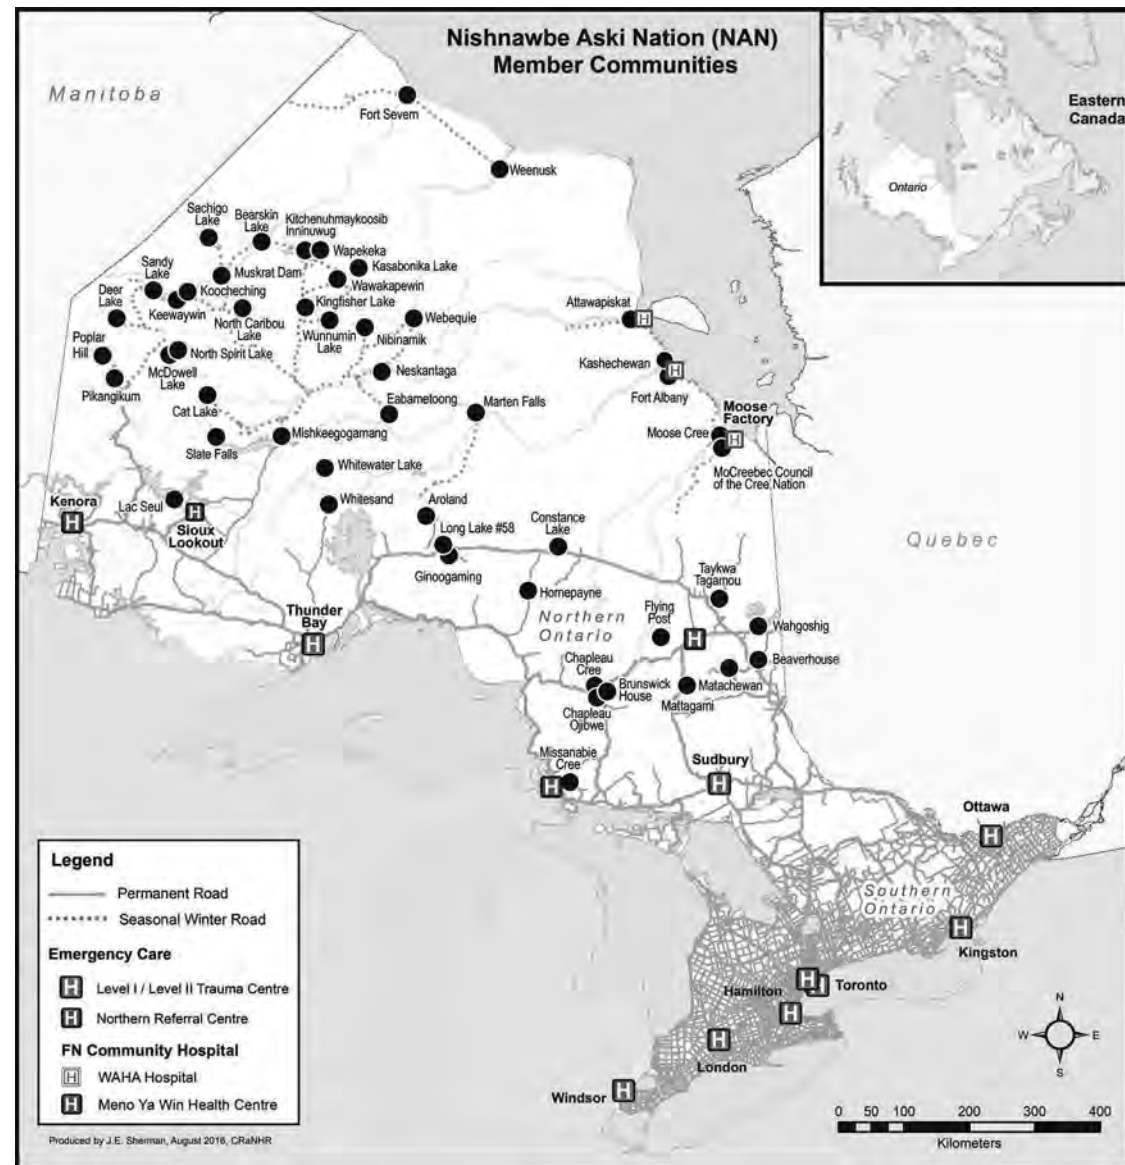 Nishnawbe Aski Nation (NAN)
Member Communities
Manitoba
Eastern
Canada
Ontario
Fort Severn
Weenusk
Sachigo
Lake
Bearskin
Lake
Kitchenuhmaykoosib
Inninuwug
Wapekeka
Sandy
Lake
Muskrat Dam
Kasabonika Lake
Wawakapewin
Deer
Lake
Koocheching
Keewaywin
Kingfisher Lake
Attawapiskat
North Caribou
Lake
Wunnumin
Lake
Webequie
Nibinamik
Poplar
Hill
North Spirit Lake
McDowell
Lake
Kashechewan
Neskantaga
Pikangikum
Fort Albany
Cat Lake
Eabametoong
Marten Falls
Moose
Factory
Slate Falls
Mishkeegogamang
Moose Cree
Whitewater Lake
MoCreebec Council
of the Cree Nation
Kenora
Lac Seul
Whitesand
Aroland
Sioux
Lookout
Long Lake #58
Constance
Lake
Quebec
Ginoogaming
Taykwa
Tagamou
Hornepayne
Thunder
Bay
Northern
Ontario
Flying
Post
Wahgoshig
Beaverhouse
Chapleau
Cree
Brunswick
House
Matachewan
Mattagami
Chapleau
Ojibwe
Missanabie
Cree
Sudbury
Ottawa
Southern
Ontario
Kingston
Hamilton
Toronto
London
Windsor
Legend
Permanent Road
Seasonal Winter Road
Emergency Care
H Level I / Level II Trauma Centre
H Northern Referral Centre
FN Community Hospital
H WAHA Hospital
H Meno Ya Win Health Centre
Produced by J.E. Sherman, August 2016, CRaNHR
N
W E
S
0 50 100 200 300 400
Kilometers